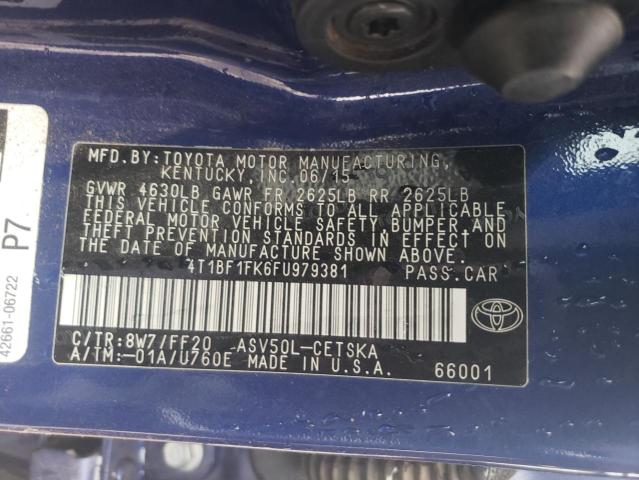 MFD. BY: TOYOTA MOTOR MANUFACTURING,
KENTUCKY, INC. 06/15
GVWR 4630LB GAWR FR 2625LB RR 2625LB
THIS VEHICLE CONFORMS TO ALL APPLICABLE
FEDERAL MOTOR VEHICLE SAFETY, BUMPER, AND
THEFT PREVENTION STANDARDS IN EFFECT ON
THE DATE OF MANUFACTURE SHOWN ABOVE.
4T1BF1FK6FU979381 PASS. CAR
C/TR: 8W7/FF20 ASV50L-CETSKA
A/TM: -01A/U760E MADE IN U.S.A. 66001
42661-06722 P7